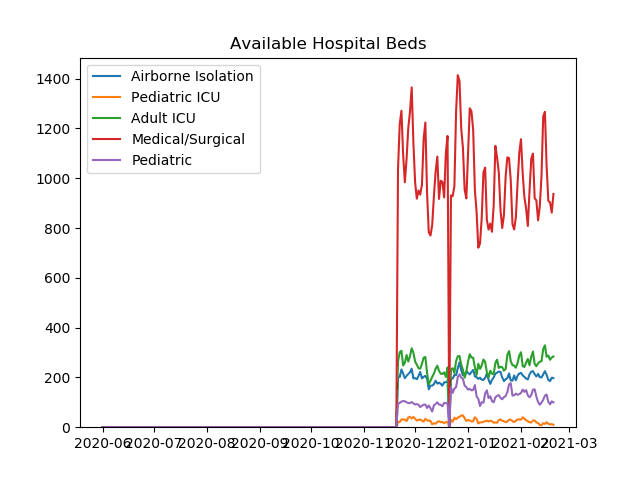 Available Hospital Beds
Airborne Isolation
Pediatric ICU
Adult ICU
Medical/Surgical
Pediatric
1400
1200
1000
800
600
400
200
0
2020-06 2020-07 2020-08 2020-09 2020-10 2020-11 2020-12 2021-01 2021-02 2021-03